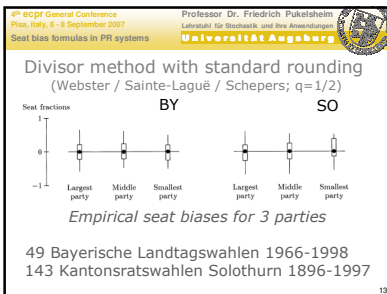 4th ecpr General Conference
Pisa, Italy, 6 - 8 September 2007
Seat bias formulas in PR systems
Professor Dr. Friedrich Pukelsheim
Lehrstuhl für Stochastik und ihre Anwendungen
Universität Augsburg
Divisor method with standard rounding
(Webster / Sainte-Laguë / Schepers; q=1/2)
Seat fractions
BY
SO
1
0
−1
Largest party
Middle party
Smallest party
Largest party
Middle party
Smallest party
Empirical seat biases for 3 parties
49 Bayerische Landtagswahlen 1966-1998
143 Kantonsratswahlen Solothurn 1896-1997
13